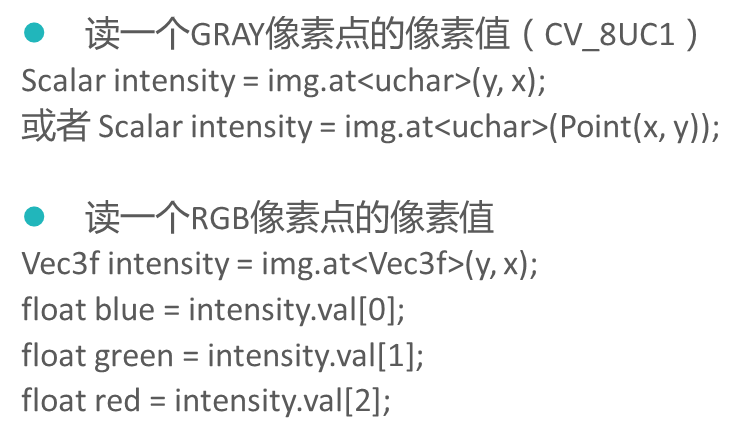 ● 读一个GRAY像素点的像素值（CV_8UC1）
Scalar intensity = img.at<uchar>(y, x);
或者 Scalar intensity = img.at<uchar>(Point(x, y));
● 读一个RGB像素点的像素值
Vec3f intensity = img.at<Vec3f>(y, x);
float blue = intensity.val[0];
float green = intensity.val[1];
float red = intensity.val[2];